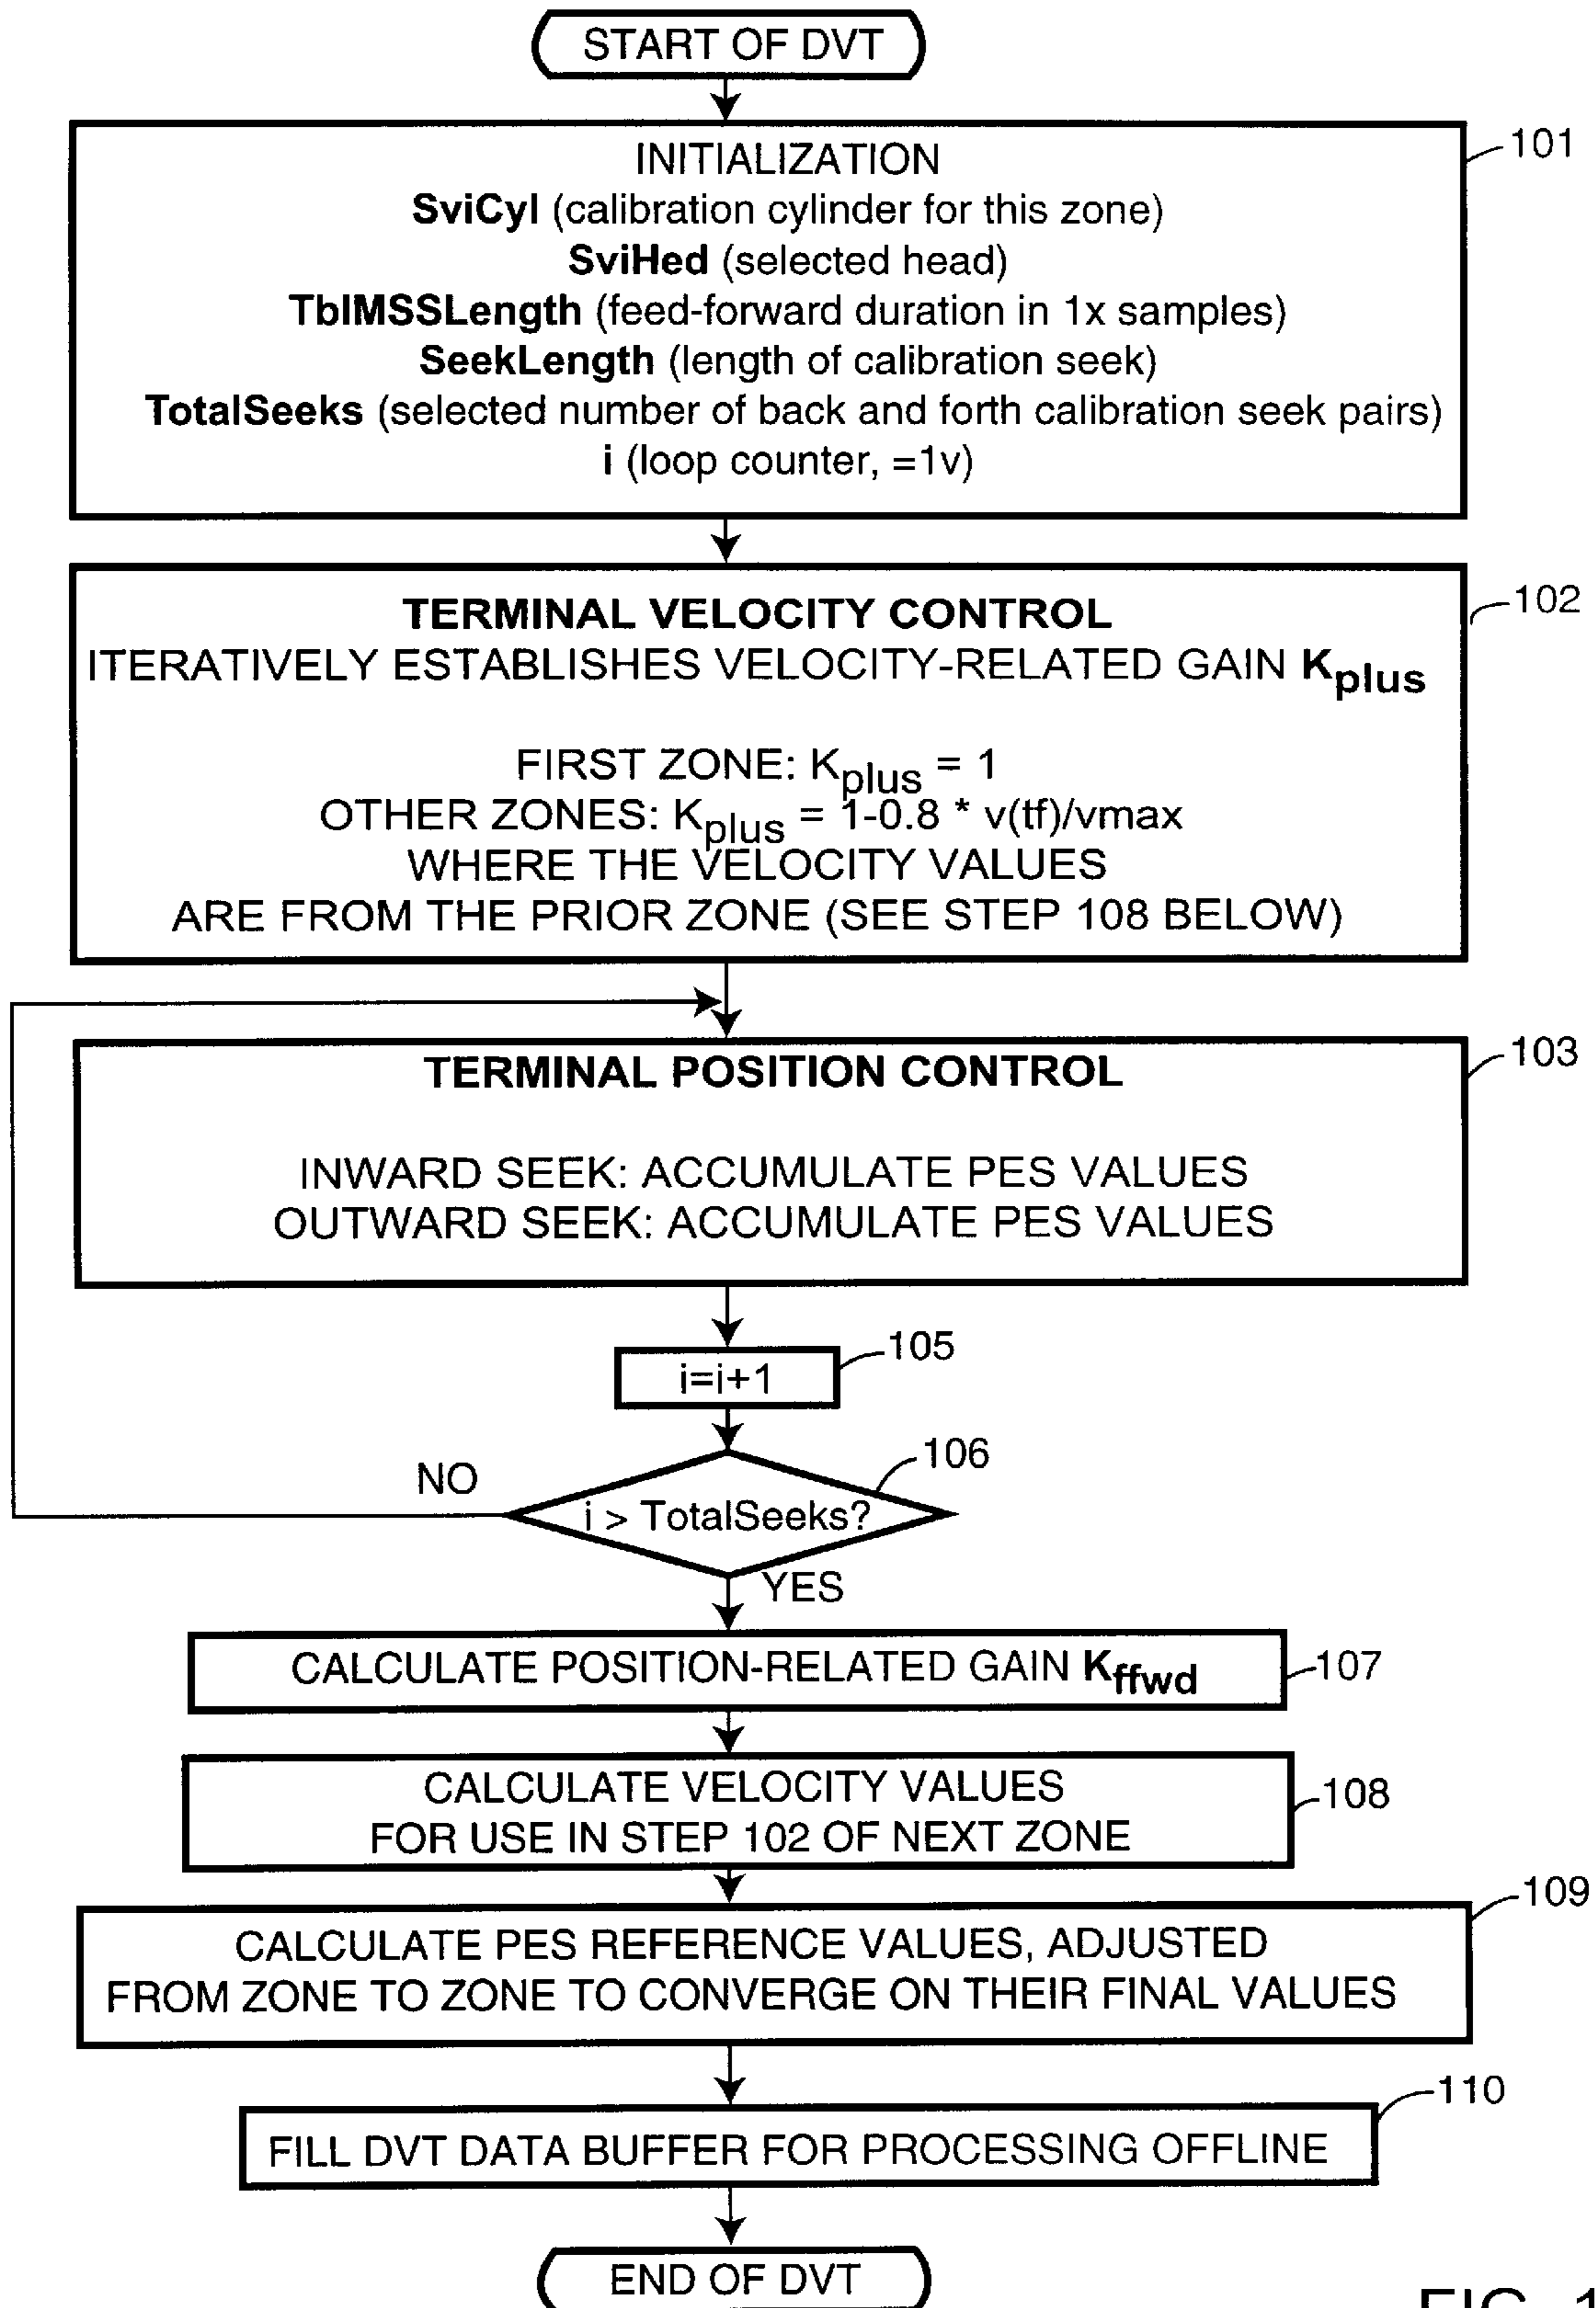 START OF DVT
101
INITIALIZATION
SviCyl (calibration cylinder for this zone)
SviHed (selected head)
TblMSSLength (feed-forward duration in 1x samples)
SeekLength (length of calibration seek)
TotalSeeks (selected number of back and forth calibration seek pairs)
i (loop counter, =1v)
102
TERMINAL VELOCITY CONTROL
ITERATIVELY ESTABLISHES VELOCITY-RELATED GAIN Kplus
FIRST ZONE: Kplus = 1
OTHER ZONES: Kplus = 1-0.8 * v(tf)/vmax
WHERE THE VELOCITY VALUES
ARE FROM THE PRIOR ZONE (SEE STEP 108 BELOW)
103
TERMINAL POSITION CONTROL
INWARD SEEK: ACCUMULATE PES VALUES
OUTWARD SEEK: ACCUMULATE PES VALUES
105
i=i+1
106
NO
i > TotalSeeks?
YES
CALCULATE POSITION-RELATED GAIN Kffwd
107
CALCULATE VELOCITY VALUES
FOR USE IN STEP 102 OF NEXT ZONE
108
109
CALCULATE PES REFERENCE VALUES, ADJUSTED
FROM ZONE TO ZONE TO CONVERGE ON THEIR FINAL VALUES
110
FILL DVT DATA BUFFER FOR PROCESSING OFFLINE
END OF DVT
FIG. 1